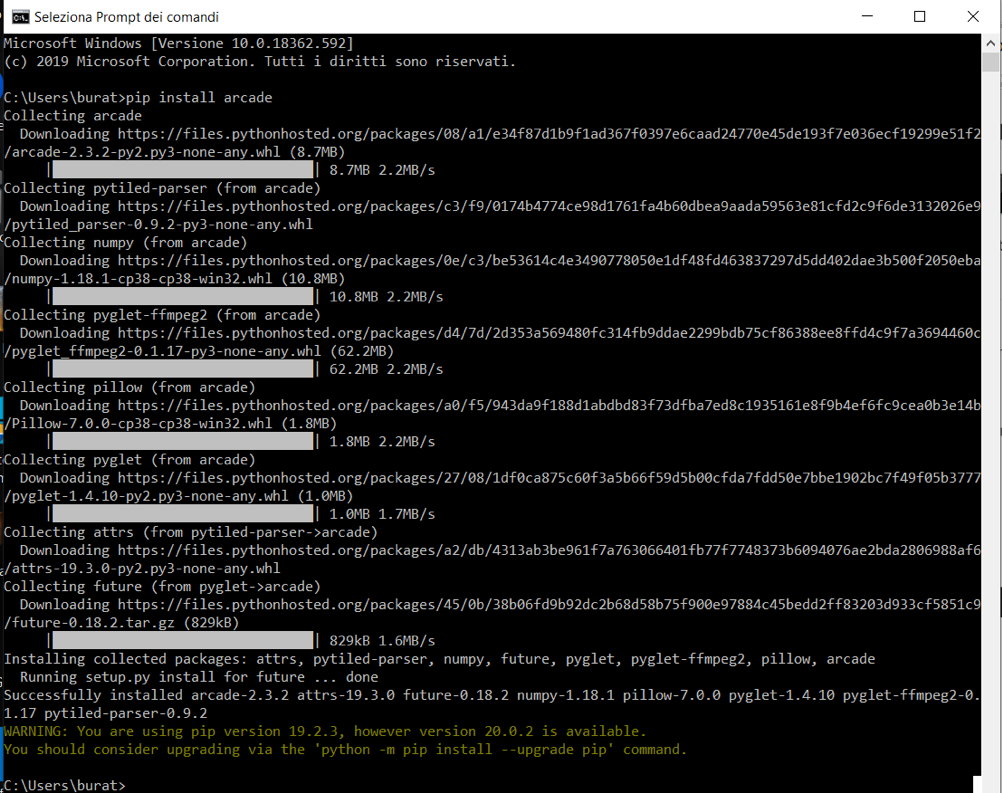 Seleziona Prompt dei comandi
Microsoft Windows [Versione 10.0.18362.592]
(c) 2019 Microsoft Corporation. Tutti i diritti sono riservati.
C:\Users\burat>pip install arcade
Collecting arcade
Downloading https://files.pythonhosted.org/packages/08/a1/e34f87d1b9f1ad367f0397e6caad24770e45de193f7e036ecf19299e51f2
/arcade-2.3.2-py2.py3-none-any.whl (8.7MB)
| | 8.7MB 2.2MB/s
Collecting pytiled-parser (from arcade)
Downloading https://files.pythonhosted.org/packages/c3/f9/0174b4774ce98d1761fa4b60dbea9aada59563e81cfd2c9f6de3132026e9
/pytiled_parser-0.9.2-py3-none-any.whl
Collecting numpy (from arcade)
Downloading https://files.pythonhosted.org/packages/0e/c3/be53614c4e3490778050e1df48fd463837297d5dd402dae3b500f2050eba
/numpy-1.18.1-cp38-cp38-win32.whl (10.8MB)
| | 10.8MB 2.2MB/s
Collecting pyglet-ffmpeg2 (from arcade)
Downloading https://files.pythonhosted.org/packages/d4/7d/2d353a569480fc314fb9ddae2299bdb75cf86388ee8ffd4c9f7a3694460c
/pyglet_ffmpeg2-0.1.17-py3-none-any.whl (62.2MB)
| | 62.2MB 2.2MB/s
Collecting pillow (from arcade)
Downloading https://files.pythonhosted.org/packages/a0/f5/943da9f188d1abdbd83f73dfba7ed8c1935161e8f9b4ef6fc9cea0b3e14b
/Pillow-7.0.0-cp38-cp38-win32.whl (1.8MB)
| | 1.8MB 2.2MB/s
Collecting pyglet (from arcade)
Downloading https://files.pythonhosted.org/packages/27/08/1df0ca875c60f3a5b66f59d5b00cfda7fdd50e7bbe1902bc7f49f05b3777
/pyglet-1.4.10-py2.py3-none-any.whl (1.0MB)
| | 1.0MB 1.7MB/s
Collecting attrs (from pytiled-parser->arcade)
Downloading https://files.pythonhosted.org/packages/a2/db/4313ab3be961f7a763066401fb77f7748373b6094076ae2bda2806988af6
/attrs-19.3.0-py2.py3-none-any.whl
Collecting future (from pyglet->arcade)
Downloading https://files.pythonhosted.org/packages/45/0b/38b06fd9b92dc2b68d58b75f900e97884c45bedd2ff83203d933cf5851c9
/future-0.18.2.tar.gz (829kB)
| | 829kB 1.6MB/s
Installing collected packages: attrs, pytiled-parser, numpy, future, pyglet, pyglet-ffmpeg2, pillow, arcade
Running setup.py install for future ... done
Successfully installed arcade-2.3.2 attrs-19.3.0 future-0.18.2 numpy-1.18.1 pillow-7.0.0 pyglet-1.4.10 pyglet-ffmpeg2-0.
1.17 pytiled-parser-0.9.2
WARNING: You are using pip version 19.2.3, however version 20.0.2 is available.
You should consider upgrading via the 'python -m pip install --upgrade pip' command.
C:\Users\burat>